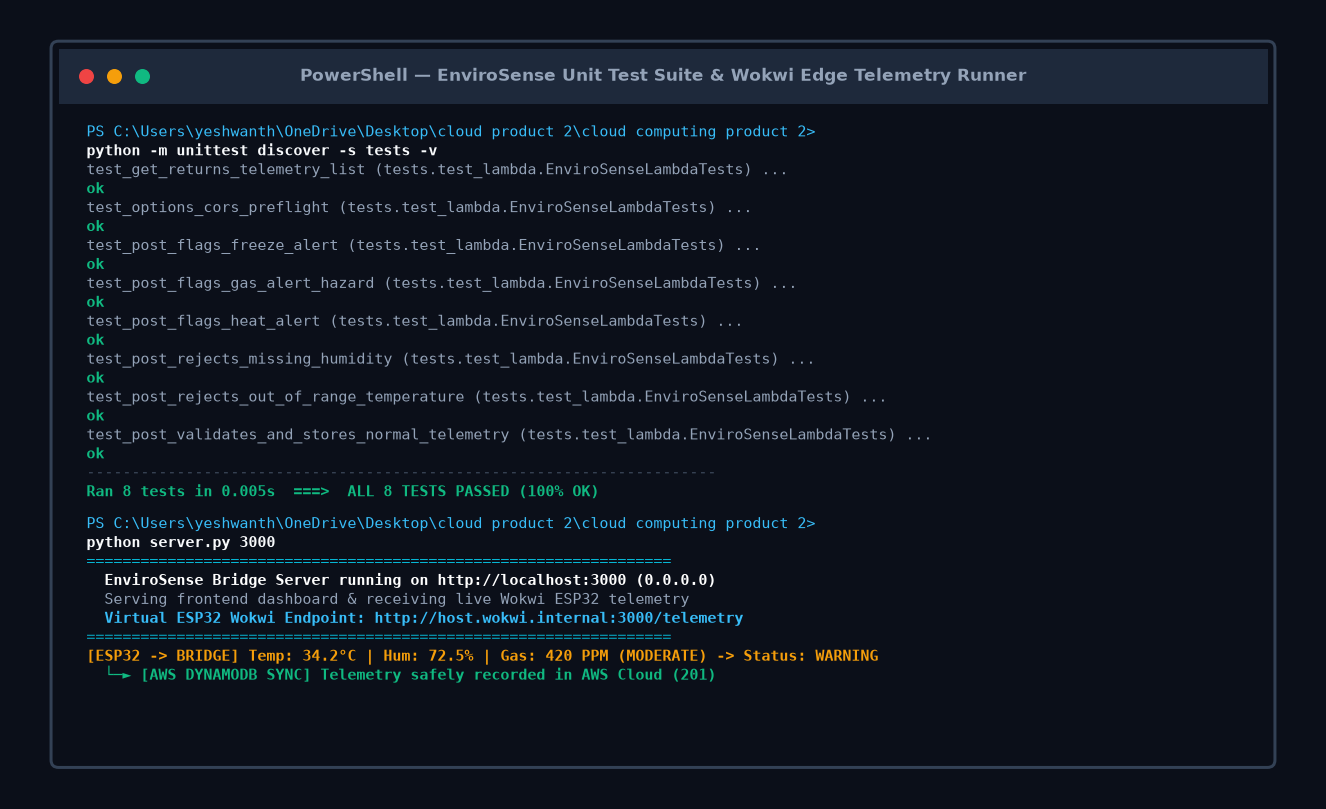 PowerShell — EnviroSense Unit Test Suite & Wokwi Edge Telemetry Runner
PS C:\Users\yeshwanth\OneDrive\Desktop\cloud product 2\cloud computing product 2>
python -m unittest discover -s tests -v
test_get_returns_telemetry_list (tests.test_lambda.EnviroSenseLambdaTests) ...
ok
test_options_cors_preflight (tests.test_lambda.EnviroSenseLambdaTests) ...
ok
test_post_flags_freeze_alert (tests.test_lambda.EnviroSenseLambdaTests) ...
ok
test_post_flags_gas_alert_hazard (tests.test_lambda.EnviroSenseLambdaTests) ...
ok
test_post_flags_heat_alert (tests.test_lambda.EnviroSenseLambdaTests) ...
ok
test_post_rejects_missing_humidity (tests.test_lambda.EnviroSenseLambdaTests) ...
ok
test_post_rejects_out_of_range_temperature (tests.test_lambda.EnviroSenseLambdaTests) ...
ok
test_post_validates_and_stores_normal_telemetry (tests.test_lambda.EnviroSenseLambdaTests) ...
ok
----------------------------------------------------------------------
Ran 8 tests in 0.005s  ===>  ALL 8 TESTS PASSED (100% OK)
PS C:\Users\yeshwanth\OneDrive\Desktop\cloud product 2\cloud computing product 2>
python server.py 3000
=================================================================
EnviroSense Bridge Server running on http://localhost:3000 (0.0.0.0)
Serving frontend dashboard & receiving live Wokwi ESP32 telemetry
Virtual ESP32 Wokwi Endpoint: http://host.wokwi.internal:3000/telemetry
=================================================================
[ESP32 -> BRIDGE] Temp: 34.2°C | Hum: 72.5% | Gas: 420 PPM (MODERATE) -> Status: WARNING
└─► [AWS DYNAMODB SYNC] Telemetry safely recorded in AWS Cloud (201)